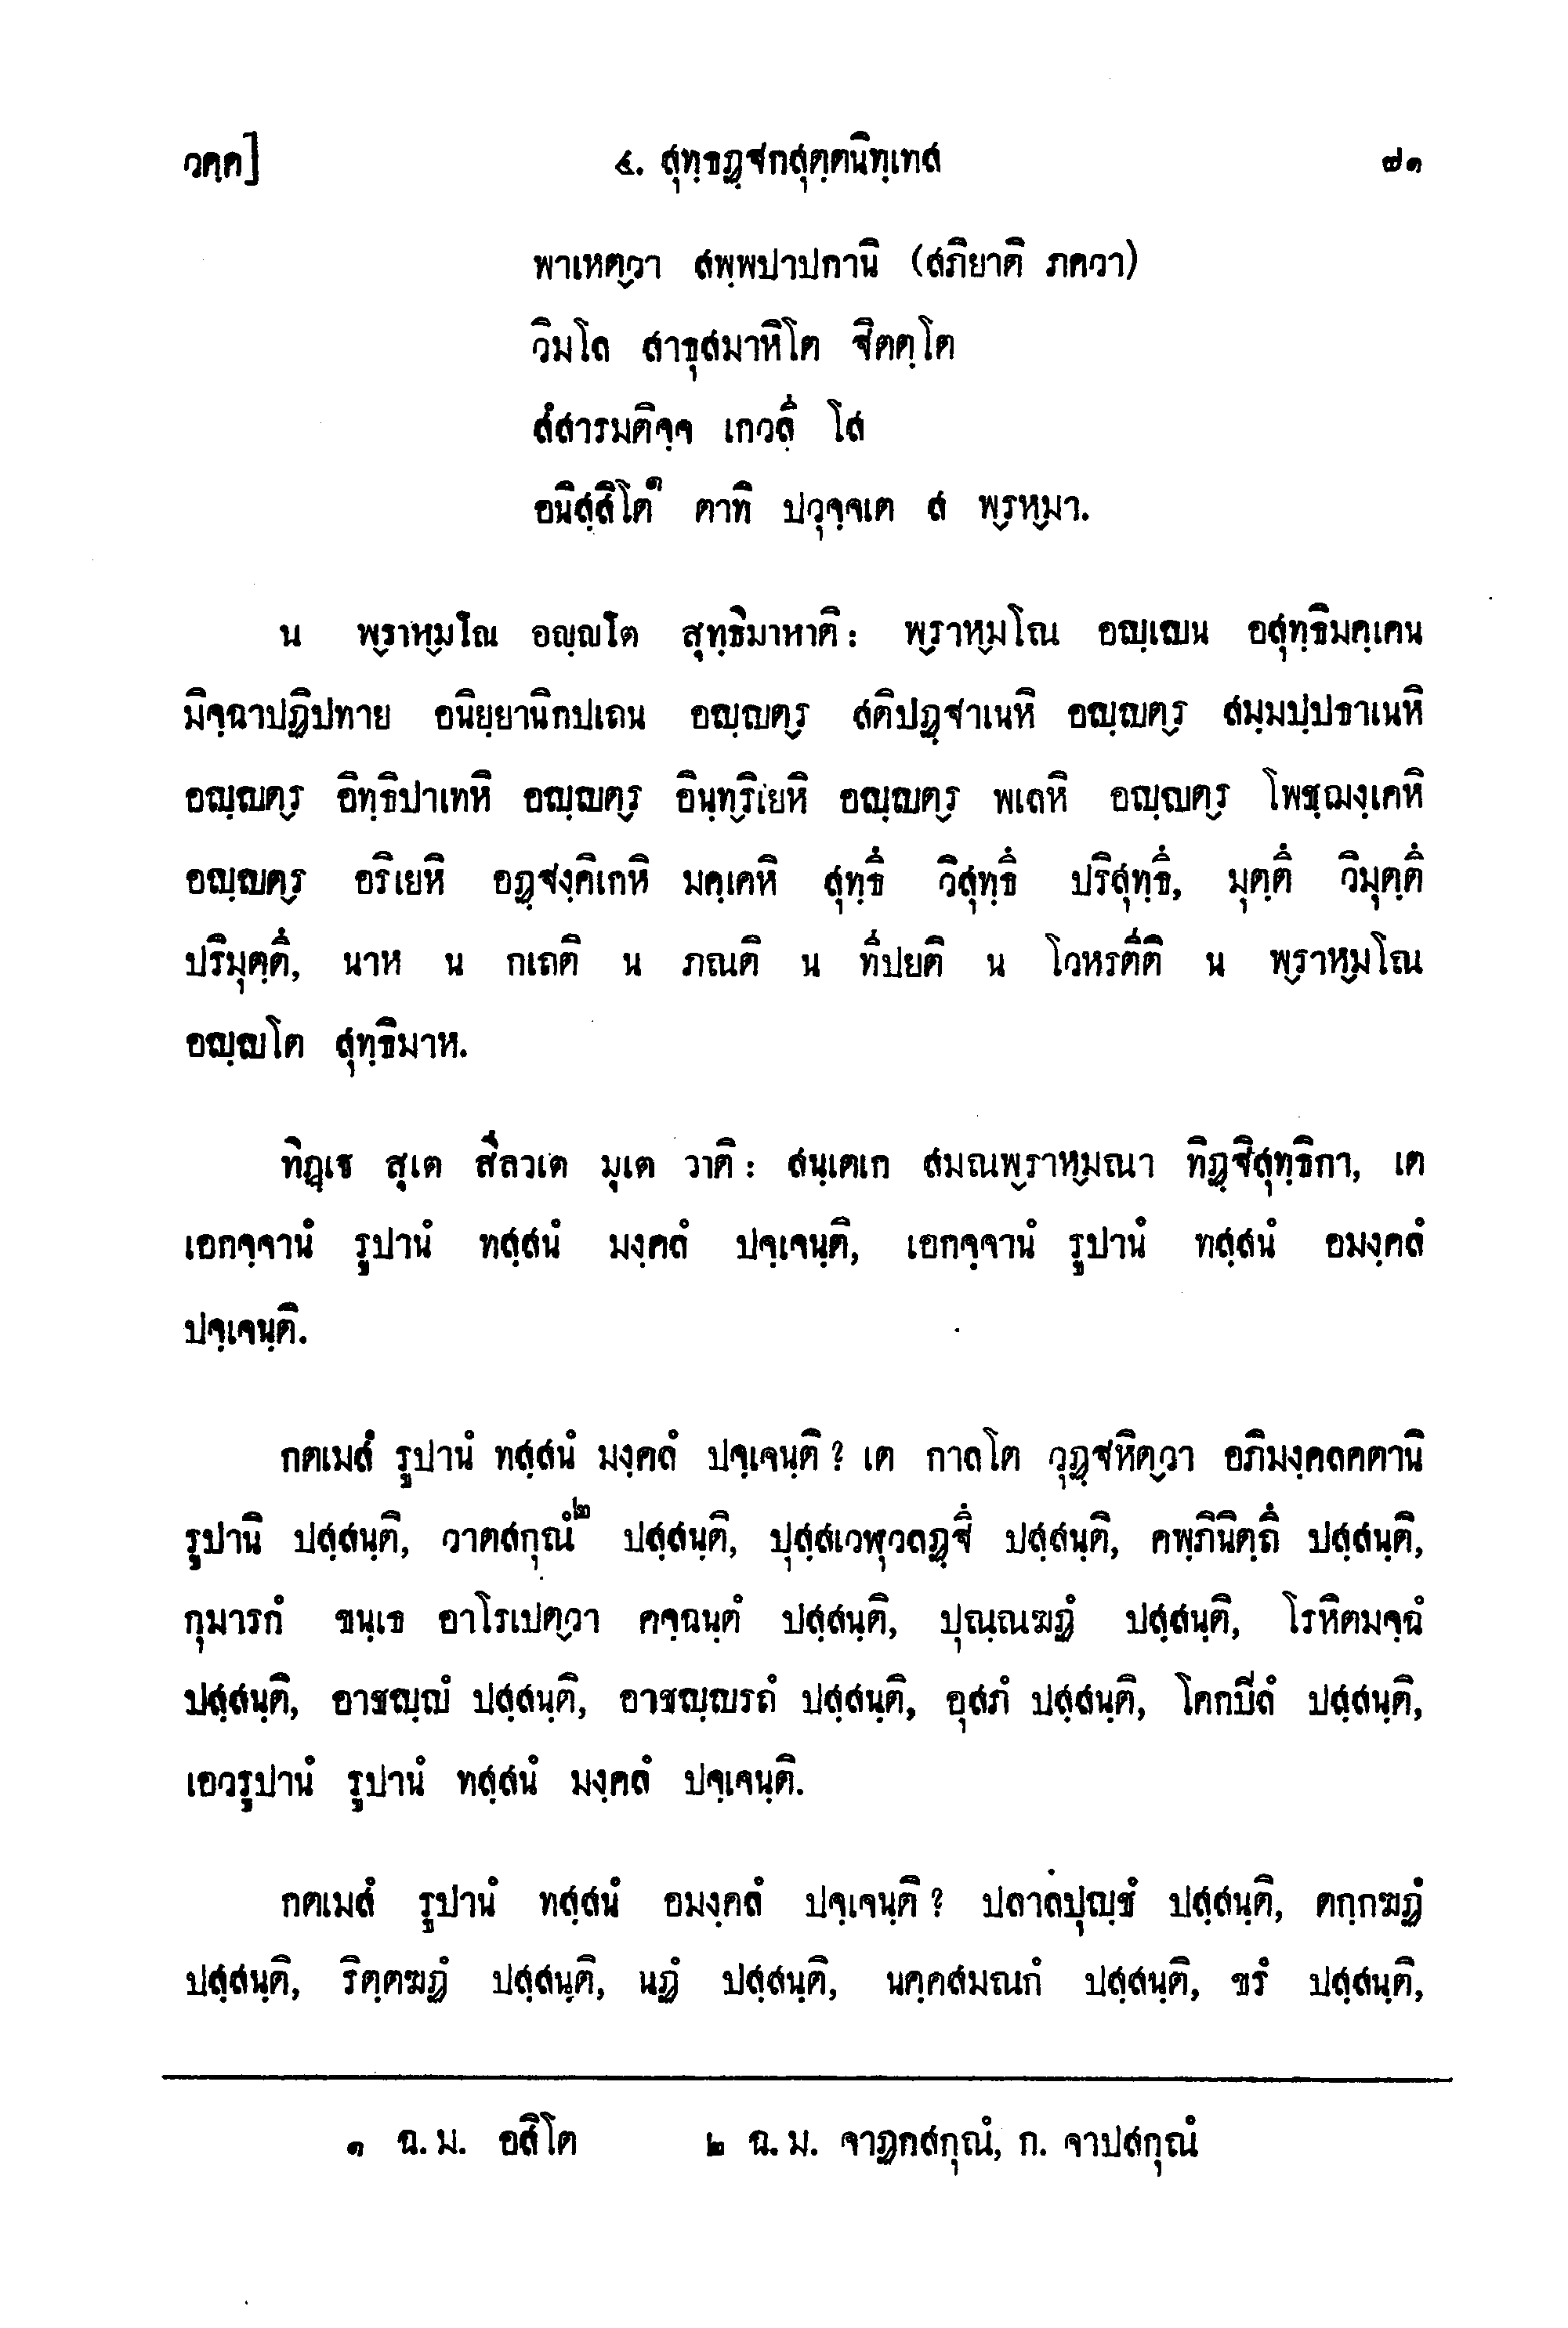 วคฺค]
๔. สุทฺธฏฺฐกสุตฺตนิทฺเทส
๗๑
พาเหตฺวา สพฺพปาปกานิ (สภิยาติ ภควา)
วิมโล สาธุสมาหิโต ฐิตตฺโต
สํสารมติจฺจ เกวลฺํ โส
อนิสฺสิโต๑ ตาทิ ปวุจฺจเต ส พฺรหฺมา.
น พฺราหฺมโณ อญฺญโต สุทฺธิมาหาติ: พฺราหฺมโณ อญฺเญน อสุทฺธิมคฺเคน
มิจฺฉาปฏิปทาย อนิยฺยานิกปเถน อญฺญตฺร สติปฏฺฐาเนหิ อญฺญตฺร สมฺมปฺปธาเนหิ
อญฺญตฺร อิทฺธิปาเทหิ อญฺญตฺร อินฺทฺริเยหิ อญฺญตฺร พเลหิ อญฺญตฺร โพชฺฌงฺเคหิ
อญฺญตฺร อริเยหิ อฏฺฐงฺคิเกหิ มคฺเคหิ สุทฺธึ วิสุทฺธึ ปริสุทฺธึ, มุตฺตึ วิมุตฺตึ
ปริมุตฺตึ, นาห น กเถติ น ภณติ น ทีปยติ น โวหรตีติ น พฺราหฺมโณ
อญฺญโต สุทฺธิมาห.
ทิฏฺเฐ สุเต สีลวเต มุเต วาติ: สนฺเตเก สมณพฺราหฺมณา ทิฏฺฐิสุทฺธิกา, เต
เอกจฺจานํ รูปานํ ทสฺสนํ มงฺคลํ ปจฺเจนฺติ, เอกจฺจานํ รูปานํ ทสฺสนํ อมงฺคลํ
ปจฺเจนฺติ.
กตเมสํ รูปานํ ทสฺสนํ มงฺคลํ ปจฺเจนฺติ? เต กาลโต วุฏฺฐหิตฺวา อภิมงฺคลคตานิ
รูปานิ ปสฺสนฺติ, วาตสกุณํ๒ ปสฺสนฺติ, ปุสฺสเวฬุวลฏฺฐึ ปสฺสนฺติ, คพฺภินิตฺถึ ปสฺสนฺติ,
กุมารกํ ขนฺเธ อาโรเปตฺวา คจฺฉนฺตํ ปสฺสนฺติ, ปุณฺณฆฏํ ปสฺสนฺติ, โรหิตมจฺฉํ
ปสฺสนฺติ, อาชญฺญํ ปสฺสนฺติ, อาชญฺญรถํ ปสฺสนฺติ, อุสภํ ปสฺสนฺติ, โคกปีลํ ปสฺสนฺติ,
เอวรูปานํ รูปานํ ทสฺสนํ มงฺคลํ ปจฺเจนฺติ.
กตเมสํ รูปานํ ทสฺสนํ อมงฺคลํ ปจฺเจนฺติ? ปลาลปุญฺชํ ปสฺสนฺติ, ตกฺกฆฏํ
ปสฺสนฺติ, ริตฺตฆฏํ ปสฺสนฺติ, นฏํ ปสฺสนฺติ, นคฺคสมณกํ ปสฺสนฺติ, ขรํ ปสฺสนฺติ,
๑ ฉ.ม. อสิโต ๒ ฉ.ม. จาฏกสกุณํ, ก. จาปสกุณํ